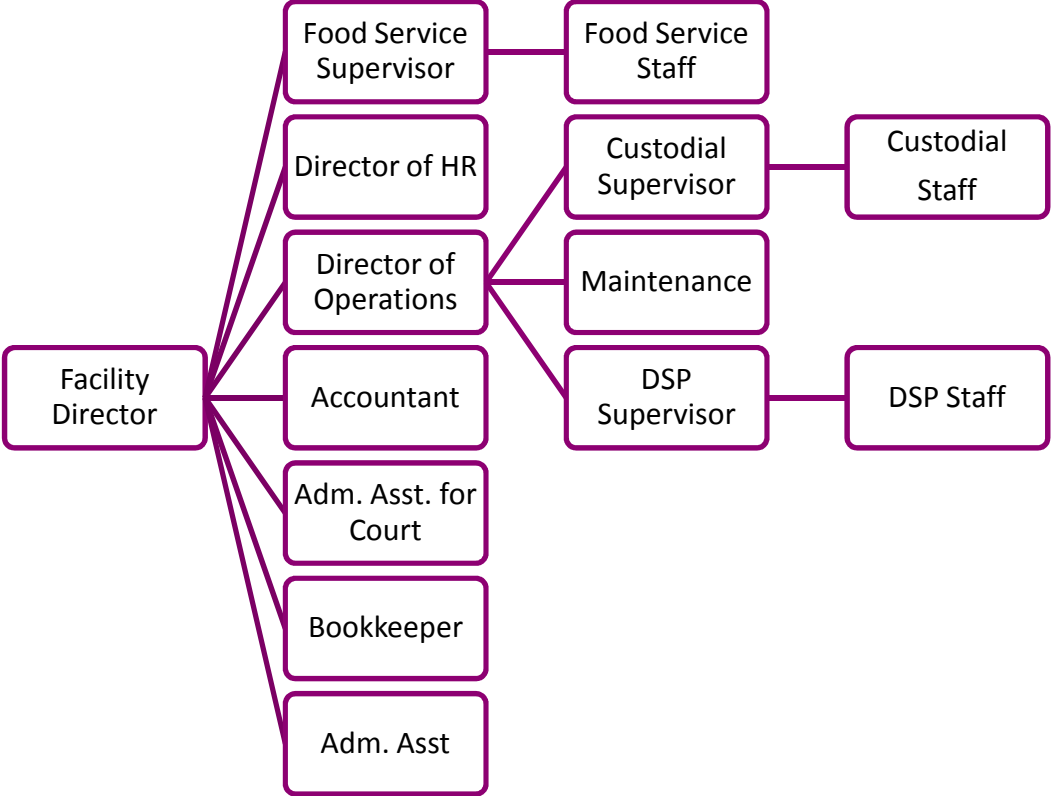 Food Service
Supervisor
Food Service
Staff
Director of HR
Custodial
Supervisor
Custodial
Staff
Director of
Operations
Maintenance
Facility
Director
Accountant
DSP
Supervisor
DSP Staff
Adm. Asst. for
Court
Bookkeeper
Adm. Asst